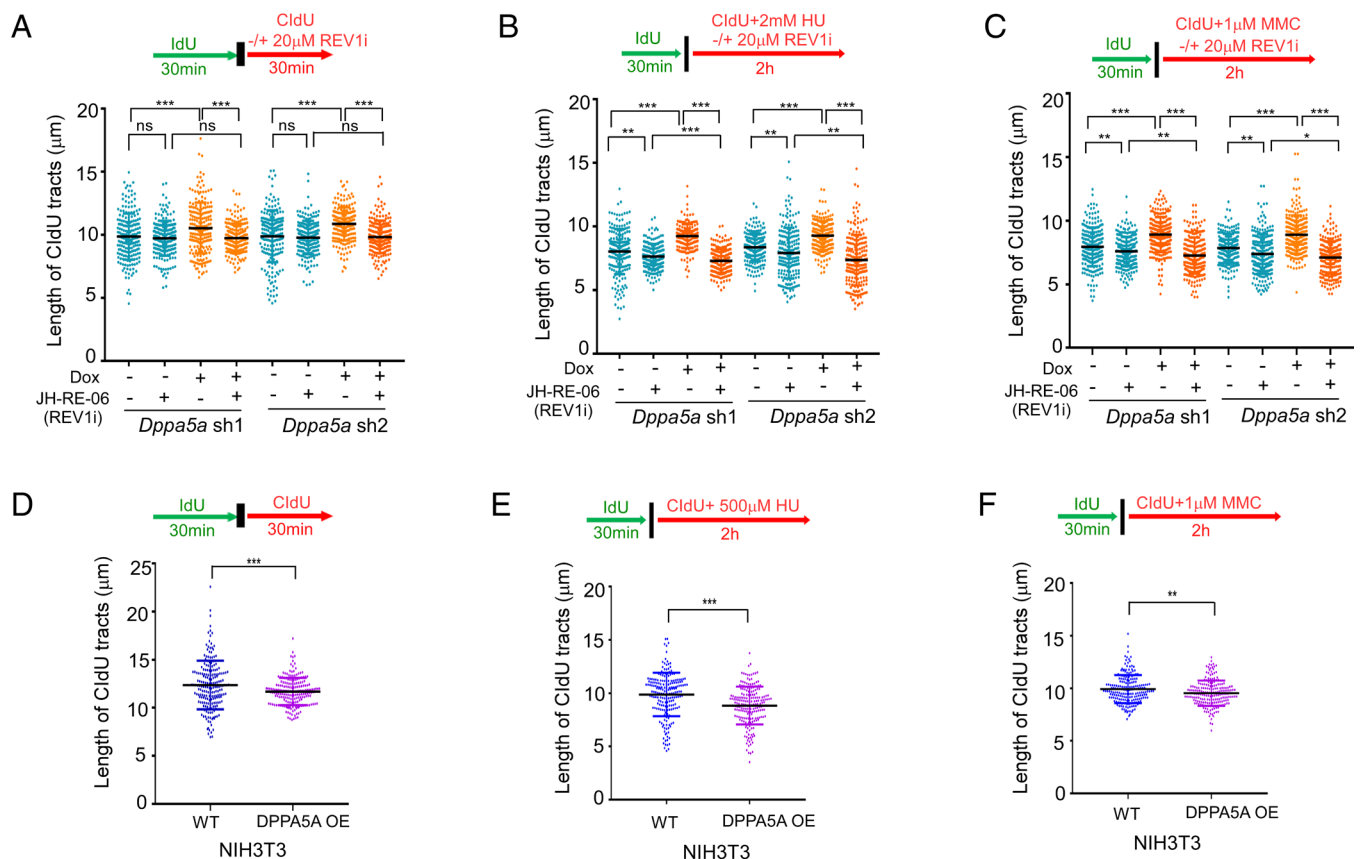 A
IdU
30min
CldU
-/+ 20μM REV1i
30min
Length of CldU tracts (μm)
20
15
10
5
0
*** *** *** ***
ns ns ns ns
- - + + - - + + Dox
- + - + - + - + JH-RE-06
(REV1i)
Dppa5a sh1 Dppa5a sh2
B
IdU
30min
CldU+2mM HU
-/+ 20μM REV1i
2h
Length of CldU tracts (μm)
20
15
10
5
0
*** *** *** ***
** *** ** **
- - + + - - + + Dox
- + - + - + - + JH-RE-06
(REV1i)
Dppa5a sh1 Dppa5a sh2
C
IdU
30min
CldU+1μM MMC
-/+ 20μM REV1i
2h
Length of CldU tracts (μm)
20
15
10
5
0
*** *** *** ***
** ** ** *
- - + + - - + + Dox
- + - + - + - + JH-RE-06
(REV1i)
Dppa5a sh1 Dppa5a sh2
D
IdU
30min
CldU
30min
Length of CldU tracts (μm)
25
20
15
10
5
0
***
WT DPPA5A OE
NIH3T3
E
IdU
30min
CldU+ 500μM HU
2h
Length of CldU tracts (μm)
20
15
10
5
0
***
WT DPPA5A OE
NIH3T3
F
IdU
30min
CldU+1μM MMC
2h
Length of CldU tracts (μm)
20
15
10
5
0
**
WT DPPA5A OE
NIH3T3